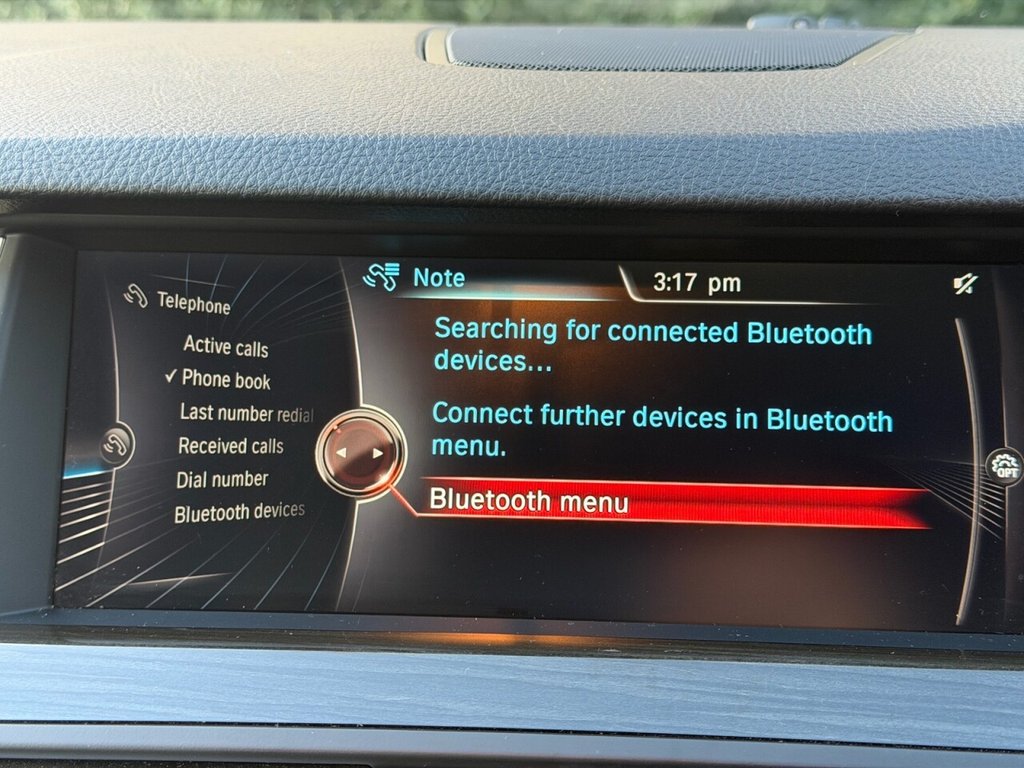 Note
3:17 pm
Telephone
Active calls
Phone book
Last number redial
Received calls
Dial number
Bluetooth devices
Searching for connected Bluetooth
devices...
Connect further devices in Bluetooth
menu.
Bluetooth menu
OPT